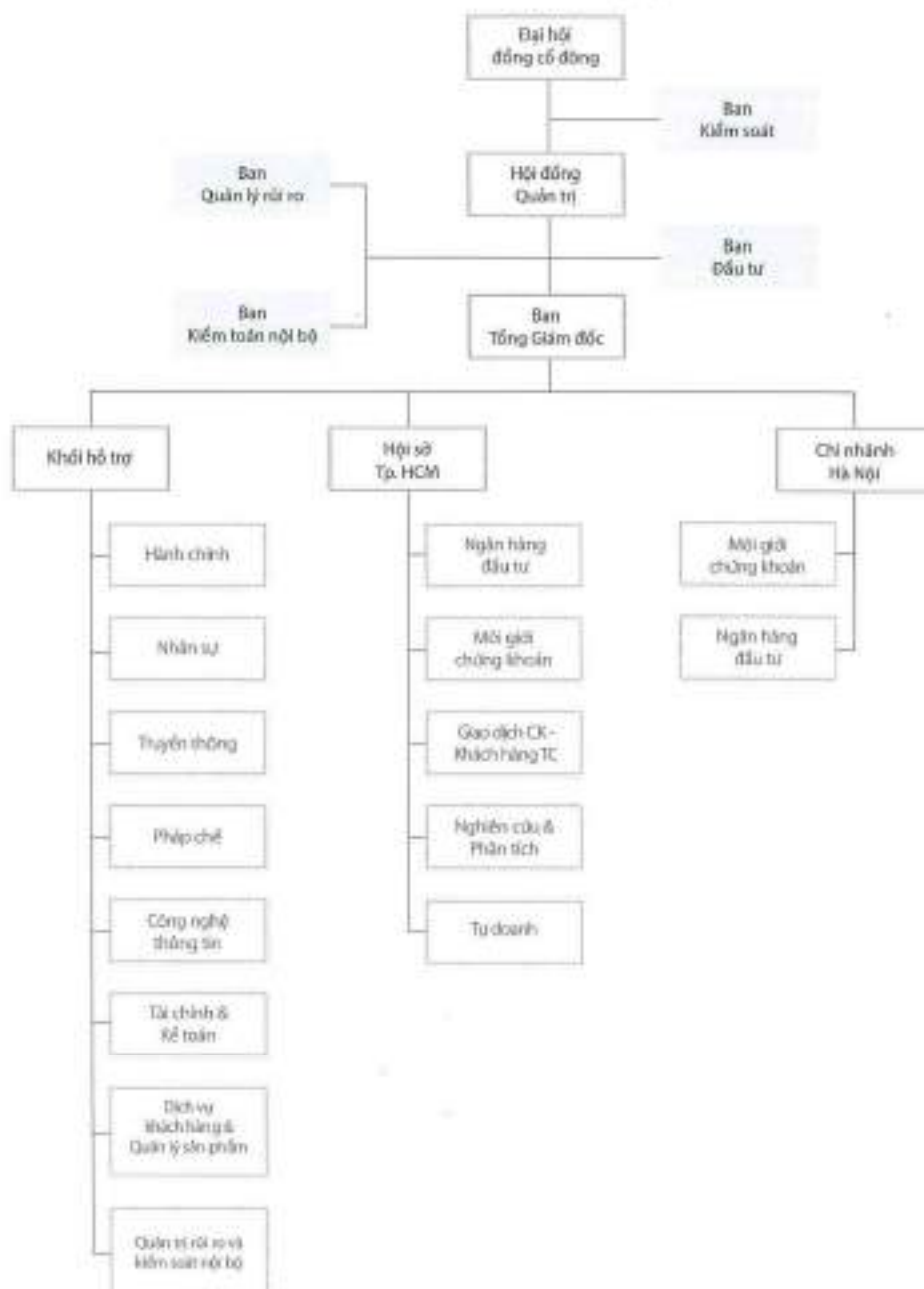 Đại hội
đồng cổ đông
Ban
Kiểm soát
Ban
Quản lý rủi ro
Hội đồng
Quản trị
Ban
Đầu tư
Ban
Kiểm toán nội bộ
Ban
Tổng Giám đốc
Khối hỗ trợ
Hội sở
Tp. HCM
Chi nhánh
Hà Nội
Hành chính
Nhân sự
Truyền thông
Pháp chế
Công nghệ
thông tin
Tài chính &
Kế toán
Dịch vụ
khách hàng &
Quản lý sản phẩm
Quản trị rủi ro và
kiểm soát nội bộ
Ngân hàng
đầu tư
Môi giới
chứng khoán
Giao dịch CK -
Khách hàng TC
Nghiên cứu &
Phân tích
Tự doanh
Môi giới
chứng khoán
Ngân hàng
đầu tư